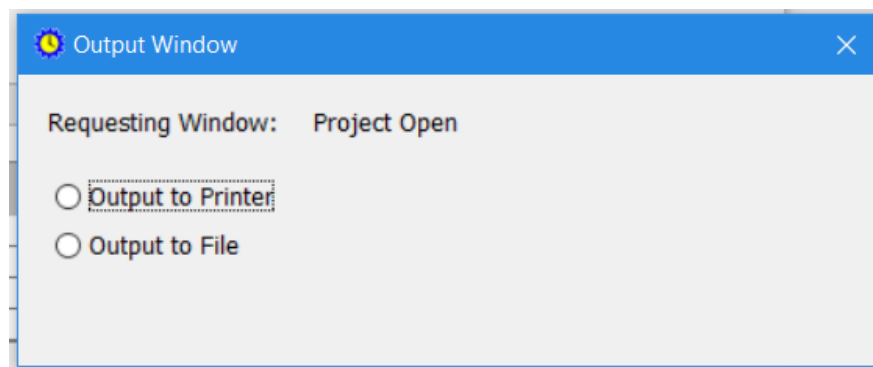 Output Window
Requesting Window: Project Open
Output to Printer
Output to File